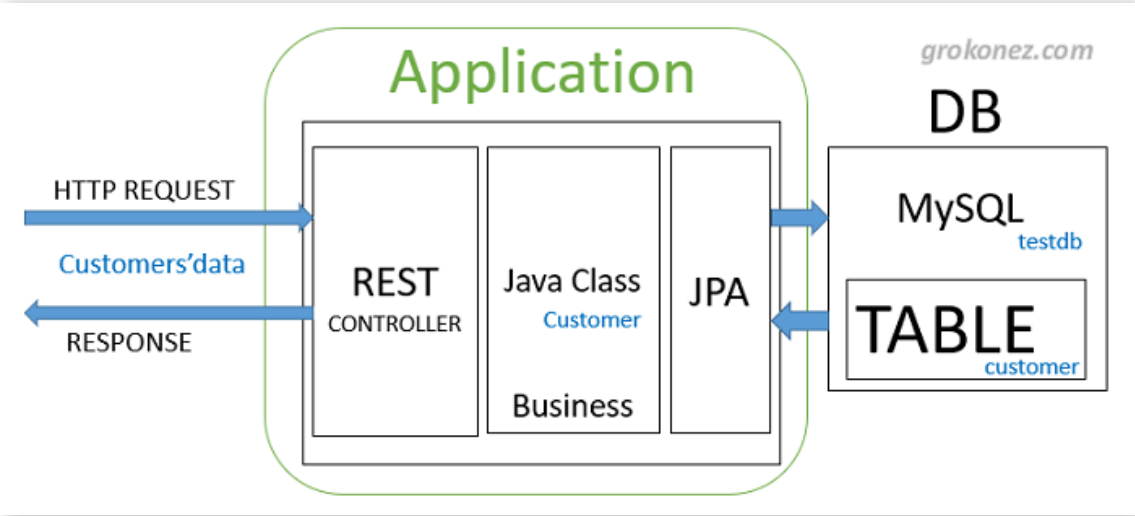 Application
grokonez.com
DB
HTTP REQUEST
Customers'data
RESPONSE
REST
CONTROLLER
Java Class
Customer
Business
JPA
MySQL
testdb
TABLE
customer